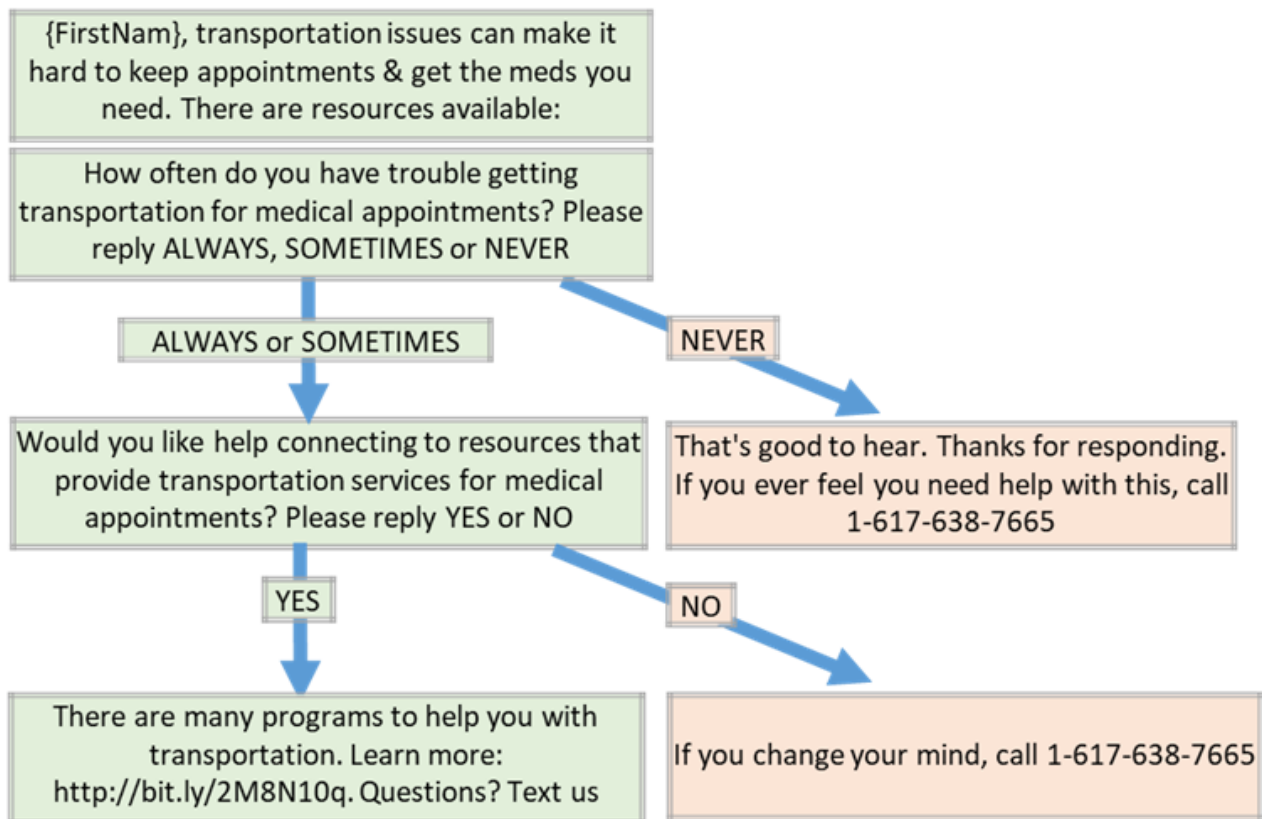 {FirstNam}, transportation issues can make it
hard to keep appointments & get the meds you
need. There are resources available:
How often do you have trouble getting
transportation for medical appointments? Please
reply ALWAYS, SOMETIMES or NEVER
ALWAYS or SOMETIMES
NEVER
Would you like help connecting to resources that
provide transportation services for medical
appointments? Please reply YES or NO
That's good to hear. Thanks for responding.
If you ever feel you need help with this, call
1-617-638-7665
YES
NO
There are many programs to help you with
transportation. Learn more:
http://bit.ly/2M8N10q. Questions? Text us
If you change your mind, call 1-617-638-7665